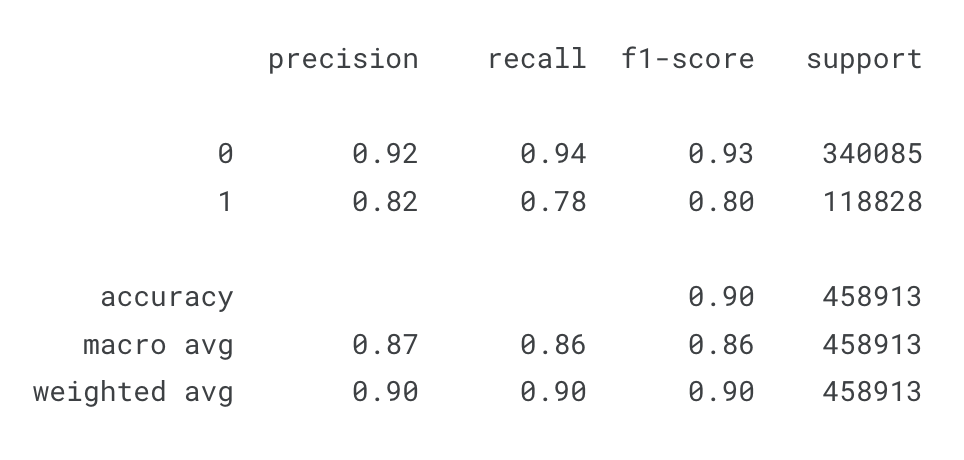 precision recall f1-score support
0 0.92 0.94 0.93 340085
1 0.82 0.78 0.80 118828
accuracy 0.90 458913
macro avg 0.87 0.86 0.86 458913
weighted avg 0.90 0.90 0.90 458913